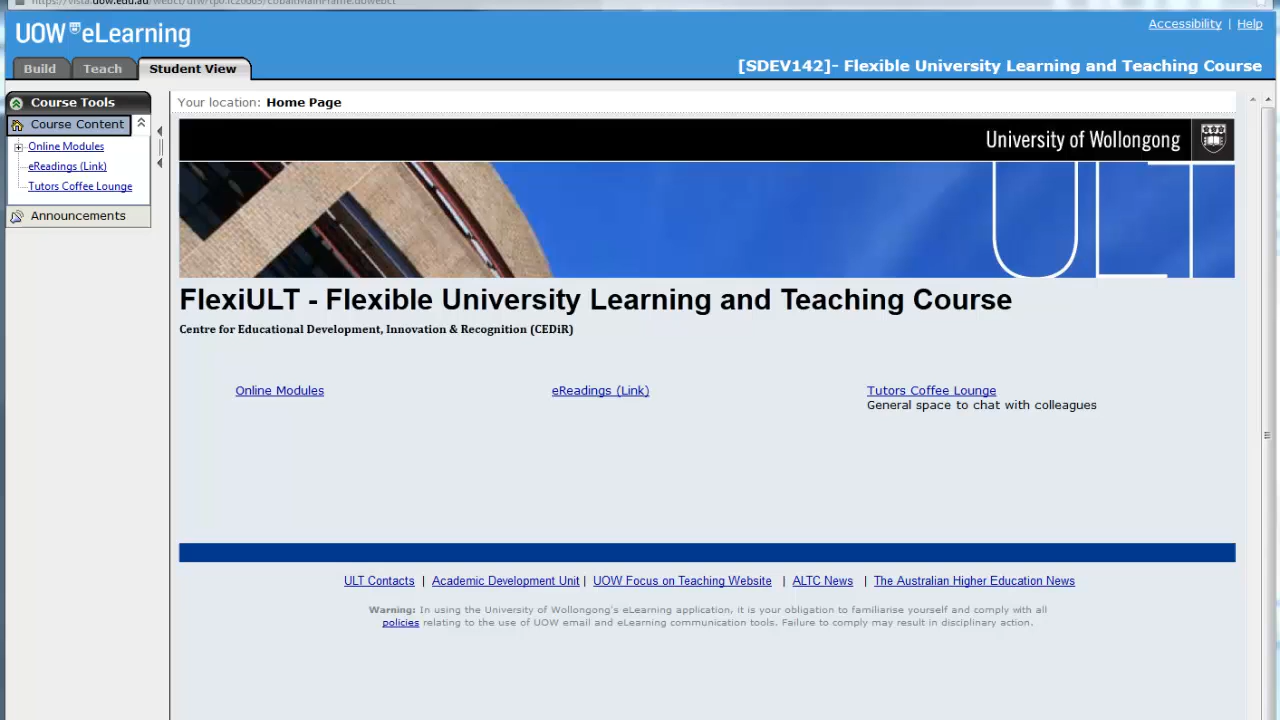 UOW eLearning
Accessibility | Help
Build
Teach
Student View
[SDEV142]- Flexible University Learning and Teaching Course
Course Tools
Course Content
Online Modules
eReadings (Link)
Tutors Coffee Lounge
Announcements
Your location: Home Page
University of Wollongong
ULT
FlexiULT - Flexible University Learning and Teaching Course
Centre for Educational Development, Innovation & Recognition (CEDiR)
Online Modules
eReadings (Link)
Tutors Coffee Lounge
General space to chat with colleagues
ULT Contacts | Academic Development Unit | UOW Focus on Teaching Website | ALTC News | The Australian Higher Education News
Warning: In using the University of Wollongong's eLearning application, it is your obligation to familiarise yourself and comply with all
policies relating to the use of UOW email and eLearning communication tools. Failure to comply may result in disciplinary action.